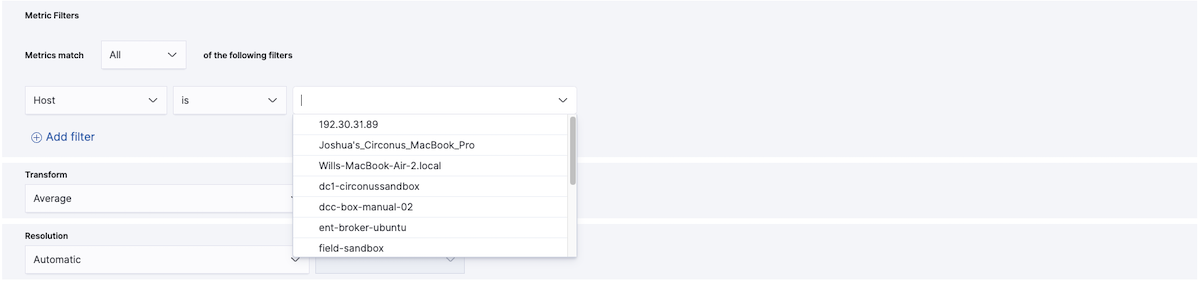 Metric Filters
Metrics match All of the following filters
Host is
192.30.31.89
Joshua's_Circonus_MacBook_Pro
Wills-MacBook-Air-2.local
dc1-circonussandbox
dcc-box-manual-02
ent-broker-ubuntu
field-sandbox
Add filter
Transform
Average
Resolution
Automatic